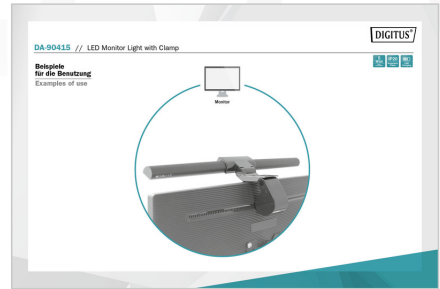 DIGITUS®
DA-90415 // LED Monitor Light with Clamp
Beispiele
für die Benutzung
Examples of use
Monitor